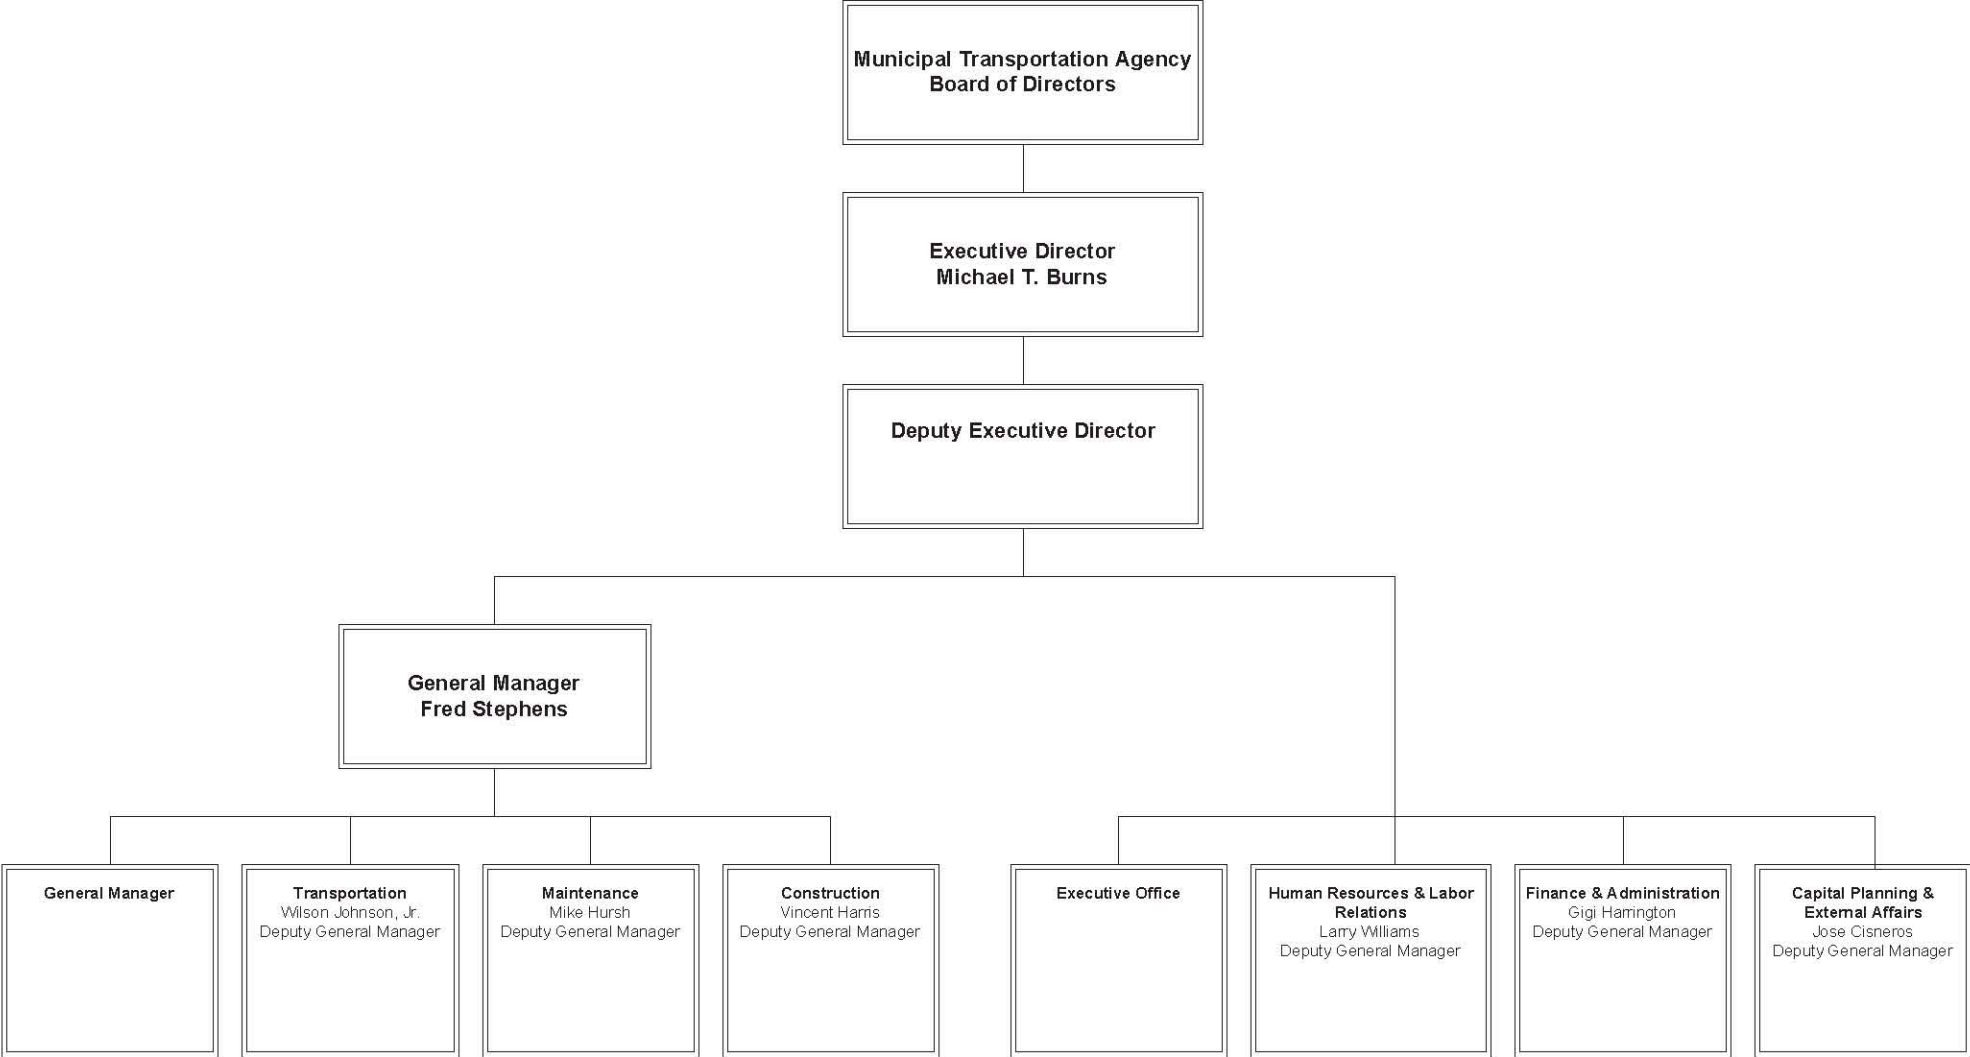 Municipal Transportation Agency
Board of Directors
Executive Director
Michael T. Burns
Deputy Executive Director
General Manager
Fred Stephens
General Manager
Transportation
Wilson Johnson, Jr.
Deputy General Manager
Maintenance
Mike Hursh
Deputy General Manager
Construction
Vincent Harris
Deputy General Manager
Executive Office
Human Resources & Labor
Relations
Larry Williams
Deputy General Manager
Finance & Administration
Gigi Harrington
Deputy General Manager
Capital Planning &
External Affairs
Jose Cisneros
Deputy General Manager